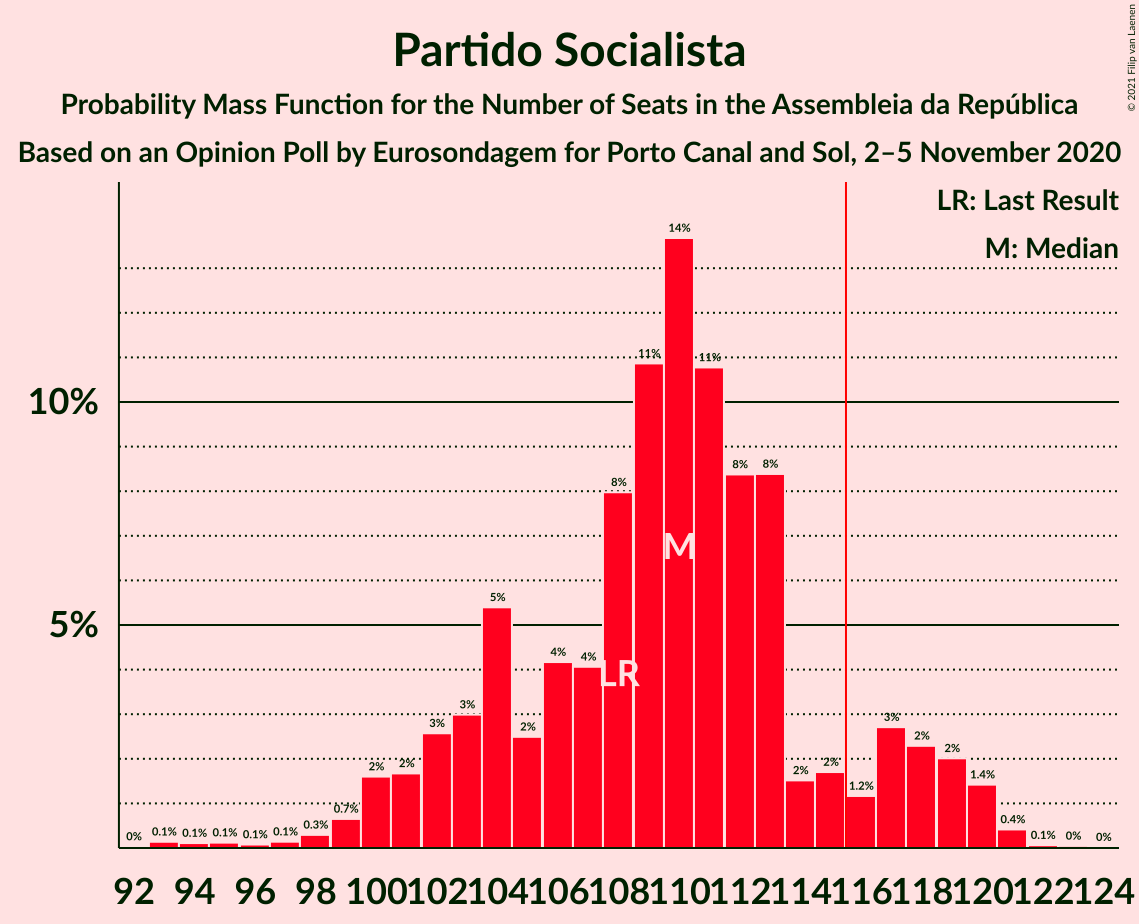 Partido Socialista
Probability Mass Function for the Number of Seats in the Assembleia da República
Based on an Opinion Poll by Eurosondagem for Porto Canal and Sol, 2–5 November 2020
© 2021 Filip van Laenen
LR: Last Result
M: Median
10%
5%
0% 0.1% 0.1% 0.1% 0.1% 0.1% 0.3% 0.7% 2% 2% 3% 3% 5% 2% 4% 4% 8% 11% 14% 11% 8% 8% 2% 2% 1.2% 3% 2% 2% 1.4% 0.4% 0.1% 0% 0%
M
LR
92 94 96 98 100 102 104 106 108 110 112 114 116 118 120 122 124